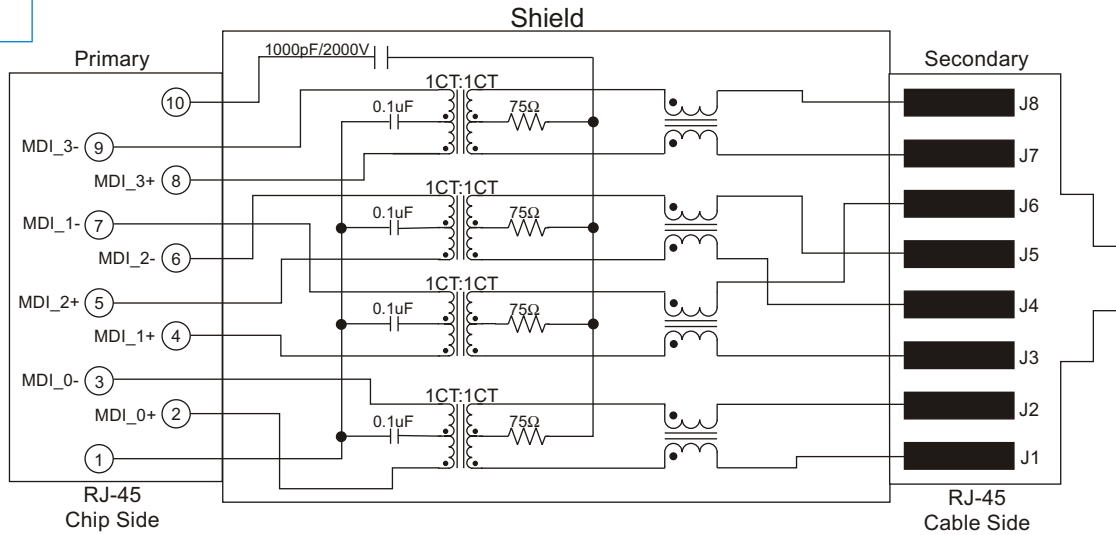 Shield
Primary
Secondary
1000pF/2000V
10
1CT:1CT
0.1uF
75Ω
J8
MDI_3- 9
J7
MDI_3+ 8
1CT:1CT
J6
0.1uF
75Ω
MDI_1- 7
J5
MDI_2- 6
1CT:1CT
MDI_2+ 5
0.1uF
75Ω
J4
MDI_1+ 4
J3
MDI_0- 3
1CT:1CT
MDI_0+ 2
0.1uF
75Ω
J2
1
J1
RJ-45
Chip Side
RJ-45
Cable Side